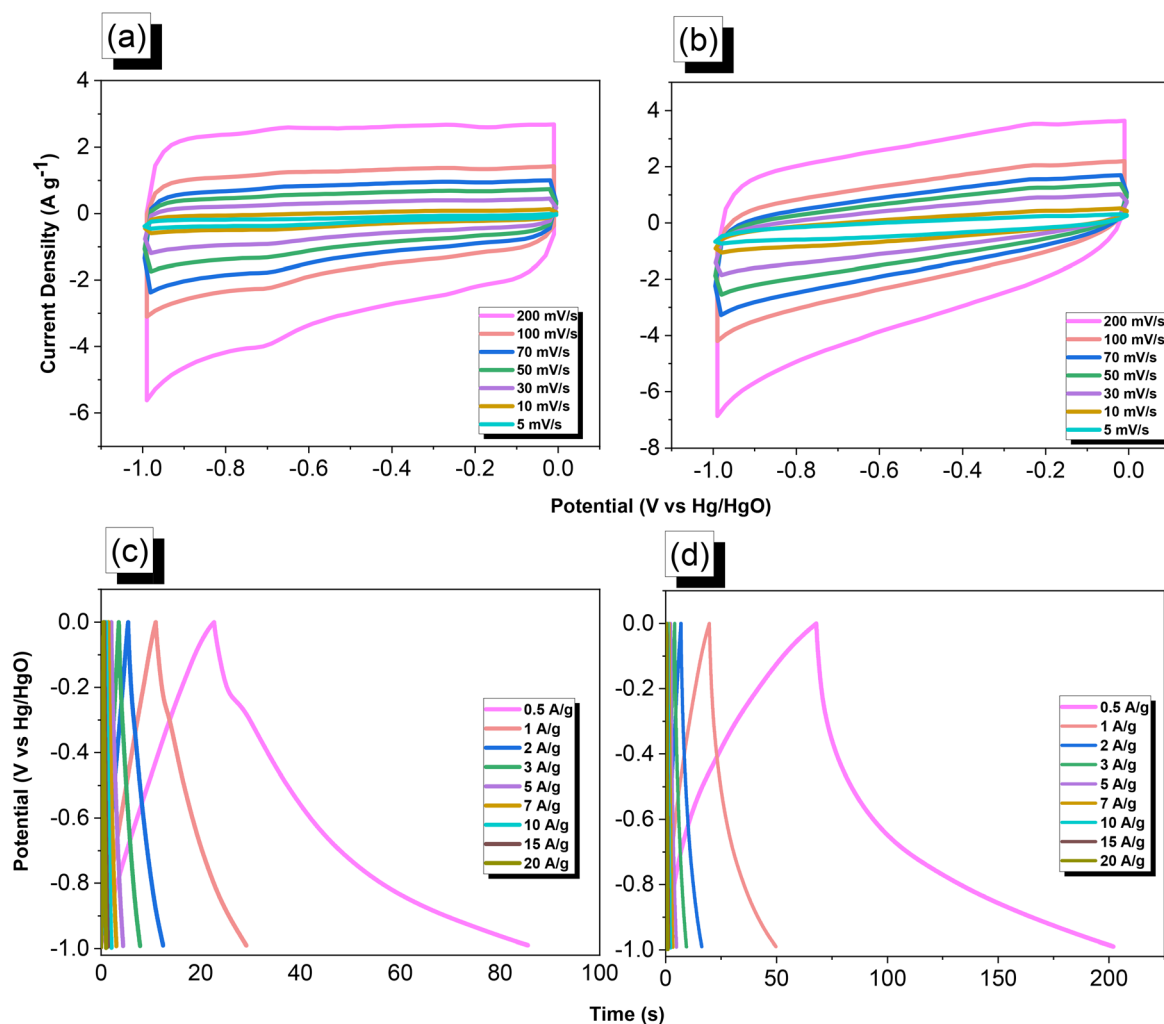 (a)
(b)
4
2
0
-2
-4
-6
Current Density (A g-1)
200 mV/s
100 mV/s
70 mV/s
50 mV/s
30 mV/s
10 mV/s
5 mV/s
-1.0
-0.8
-0.6
-0.4
-0.2
0.0
4
2
0
-2
-4
-6
-8
200 mV/s
100 mV/s
70 mV/s
50 mV/s
30 mV/s
10 mV/s
5 mV/s
-1.0
-0.8
-0.6
-0.4
-0.2
0.0
Potential (V vs Hg/HgO)
(c)
(d)
0.0
-0.2
-0.4
-0.6
-0.8
-1.0
Potential (V vs Hg/HgO)
0.5 A/g
1 A/g
2 A/g
3 A/g
5 A/g
7 A/g
10 A/g
15 A/g
20 A/g
0
20
40
60
80
100
0.0
-0.2
-0.4
-0.6
-0.8
-1.0
0.5 A/g
1 A/g
2 A/g
3 A/g
5 A/g
7 A/g
10 A/g
15 A/g
20 A/g
0
50
100
150
200
Time (s)